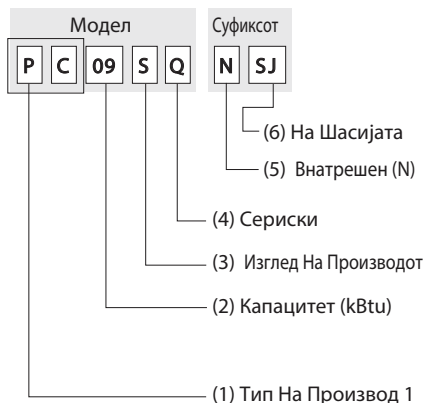 Модел Суфиксот
P C 09 S Q N SJ
(6) На Шасијата
(5) Внатрешен (N)
(4) Сериски
(3) Изглед На Производот
(2) Капацитет (kBtu)
(1) Тип На Производ 1